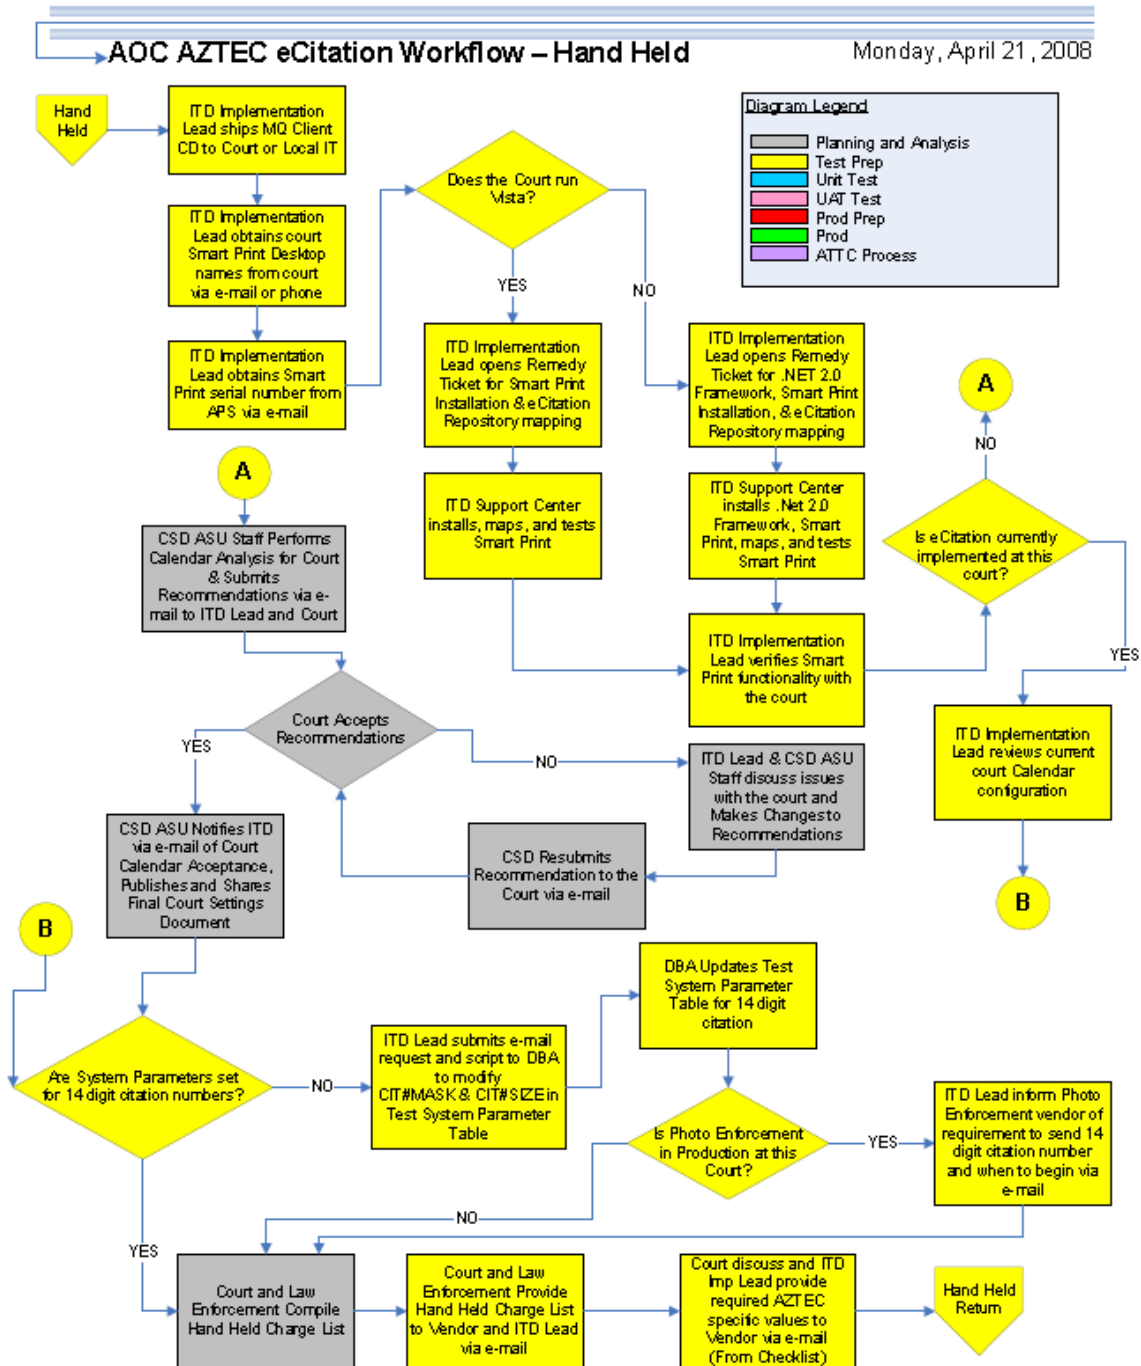 AOC AZTEC eCitation Workflow – Hand Held
Monday, April 21, 2008
Hand
Held
ITD Implementation
Lead ships MQ Client
CD to Court or Local IT
Diagram Legend
Planning and Analysis
Test Prep
Unit Test
UAT Test
Prod Prep
Prod
ATTC Process
Does the Court run
Vista?
ITD Implementation
Lead obtains court
Smart Print Desktop
names from court
via e-mail or phone
YES
NO
ITD Implementation
Lead obtains Smart
Print serial number from
APS via e-mail
ITD Implementation
Lead opens Remedy
Ticket for Smart Print
Installation & eCitation
Repository mapping
ITD Implementation
Lead opens Remedy
Ticket for .NET 2.0
Framework, Smart Print
Installation, & eCitation
Repository mapping
A
NO
A
ITD Support Center
installs, maps, and tests
Smart Print
ITD Support Center
installs .Net 2.0
Framework, Smart
Print, maps, and tests
Smart Print
Is eCitation currently
implemented at this
court?
CSD ASU Staff Performs
Calendar Analysis for Court
& Submits
Recommendations via e-
mail to ITD Lead and Court
ITD Implementation
Lead verifies Smart
Print functionality with
the court
YES
Court Accepts
Recommendations
YES
NO
ITD Lead & CSD ASU
Staff discuss issues
with the court and
Makes Changes to
Recommendations
ITD Implementation
Lead reviews current
court Calendar
configuration
CSD ASU Notifies ITD
via e-mail of Court
Calendar Acceptance,
Publishes and Shares
Final Court Settings
Document
CSD Resubmits
Recommendation to the
Court via e-mail
B
B
DBA Updates Test
System Parameter
Table for 14 digit
citation
Are System Parameters set
for 14 digit citation numbers?
NO
ITD Lead submits e-mail
request and script to DBA
to modify
CIT#MASK & CIT#SIZE in
Test System Parameter
Table
Is Photo Enforcement
in Production at this
Court?
YES
ITD Lead inform Photo
Enforcement vendor of
requirement to send 14
digit citation number
and when to begin via
e-mail
NO
YES
Court and Law
Enforcement Compile
Hand Held Charge List
Court and Law
Enforcement Provide
Hand Held Charge List
to Vendor and ITD Lead
via e-mail
Court discuss and ITD
Imp Lead provide
required AZTEC
specific values to
Vendor via e-mail
(From Checklist)
Hand Held
Return